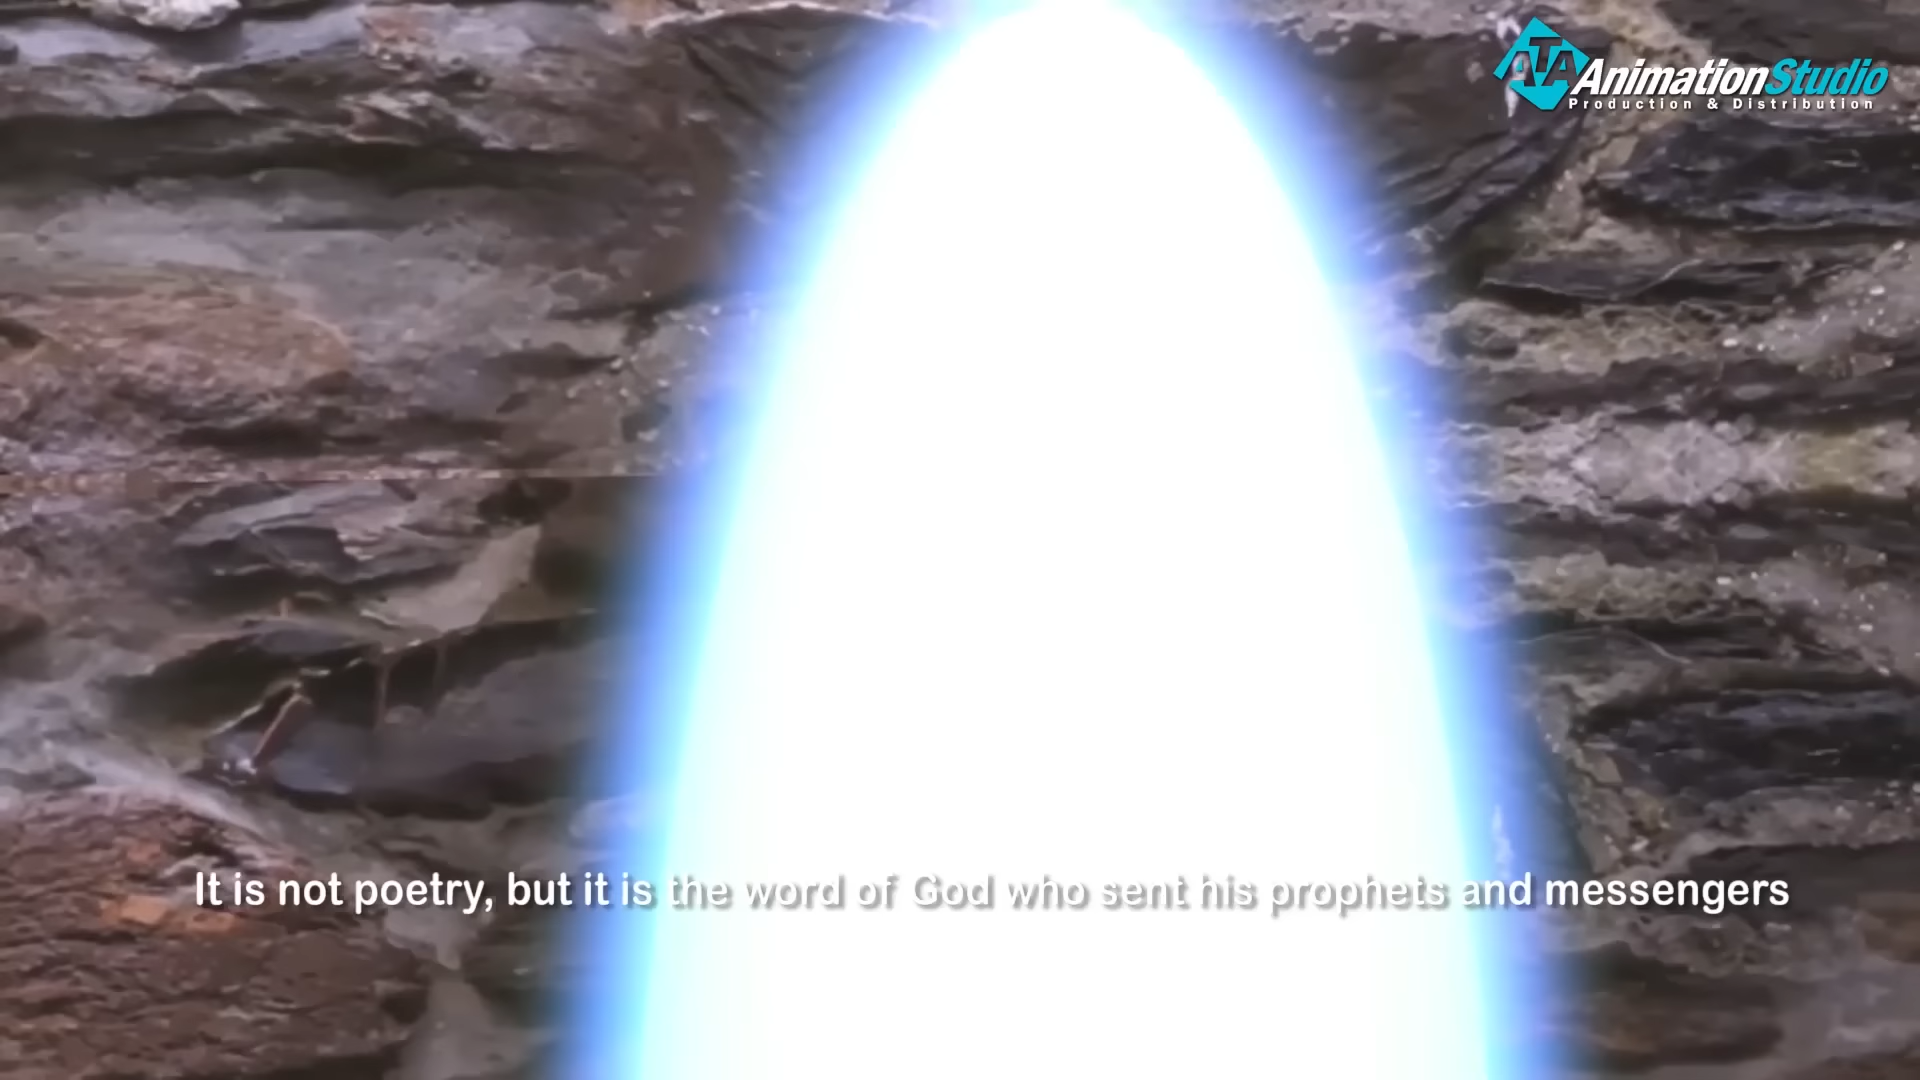 ATA AnimationStudio
Production & Distribution
It is not poetry, but it is the word of God who sent his prophets and messengers